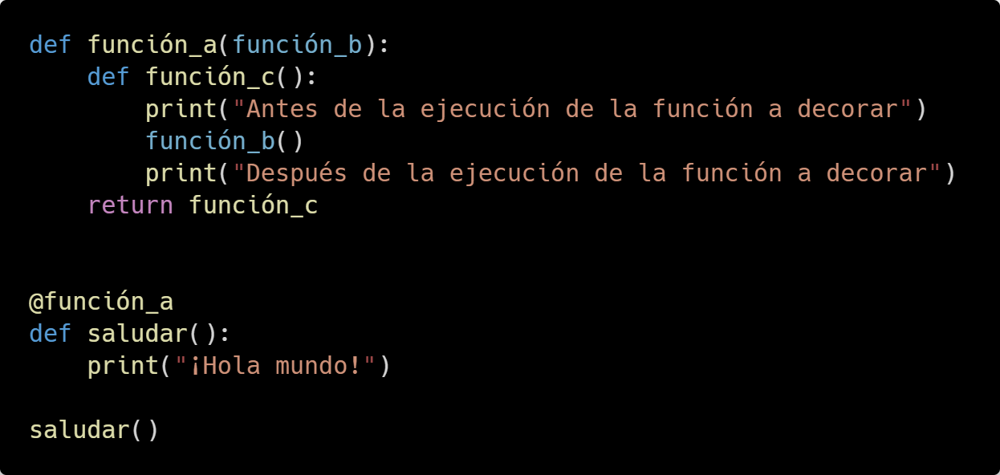 def función_a(función_b):
    def función_c():
        print("Antes de la ejecución de la función a decorar")
        función_b()
        print("Después de la ejecución de la función a decorar")
    return función_c
@función_a
def saludar():
    print("¡Hola mundo!")
saludar()